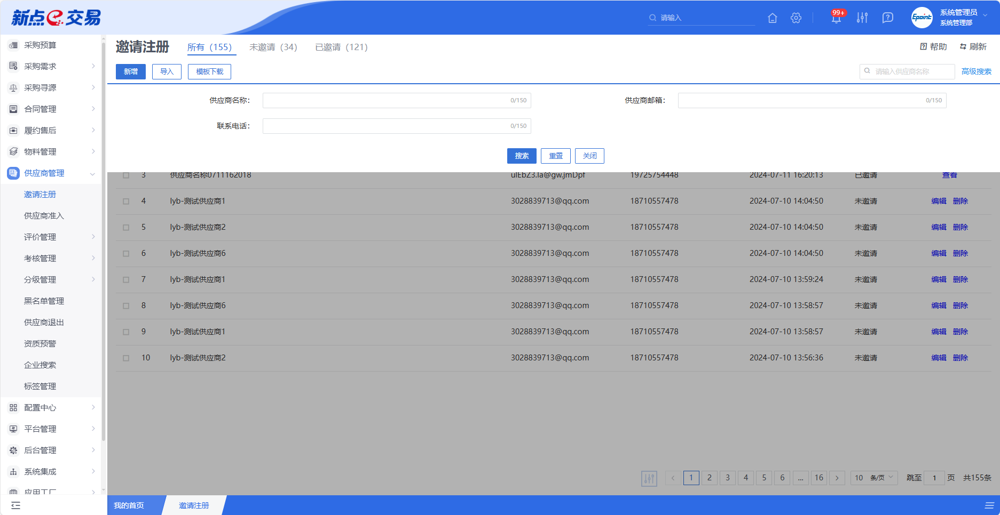 新点e交易
请输入
99+
Epoint
系统管理员
系统管理部
采购预算
采购需求
采购寻源
合同管理
履约售后
物料管理
供应商管理
邀请注册
供应商准入
评价管理
考核管理
分级管理
黑名单管理
供应商退出
资质预警
企业搜索
标签管理
配置中心
平台管理
后台管理
系统集成
应用工厂
邀请注册 所有（155） 未邀请（34） 已邀请（121） 帮助 刷新
新增 导入 模板下载 请输入供应商名称 高级搜索
供应商名称： 0/150 供应商邮箱： 0/150
联系电话： 0/150
搜索 重置 关闭
3 供应商名称0711162018 19725754448 2024-07-11 16:20:13 已邀请 查看
4 lyb-测试供应商1 3028839713@qq.com 18710557478 2024-07-10 14:04:50 未邀请 编辑 删除
5 lyb-测试供应商2 3028839713@qq.com 18710557478 2024-07-10 14:04:50 未邀请 编辑 删除
6 lyb-测试供应商6 3028839713@qq.com 18710557478 2024-07-10 14:04:50 未邀请 编辑 删除
7 lyb-测试供应商1 3028839713@qq.com 18710557478 2024-07-10 13:59:24 未邀请 编辑 删除
8 lyb-测试供应商6 3028839713@qq.com 18710557478 2024-07-10 13:58:57 未邀请 编辑 删除
9 lyb-测试供应商1 3028839713@qq.com 18710557478 2024-07-10 13:58:57 未邀请 编辑 删除
10 lyb-测试供应商2 3028839713@qq.com 18710557478 2024-07-10 13:56:36 未邀请 编辑 删除
1 2 3 4 5 6 ... 16 10 条/页 跳至 1 页 共155条
我的首页 邀请注册